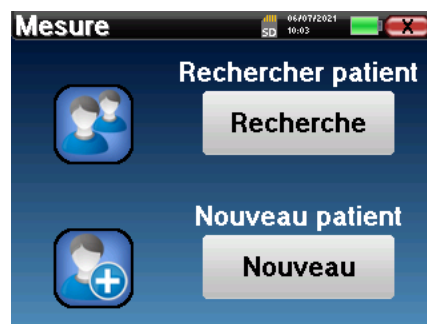 Mesure
SD
06/07/2021
10:03
X
Rechercher patient
Recherche
Nouveau patient
Nouveau